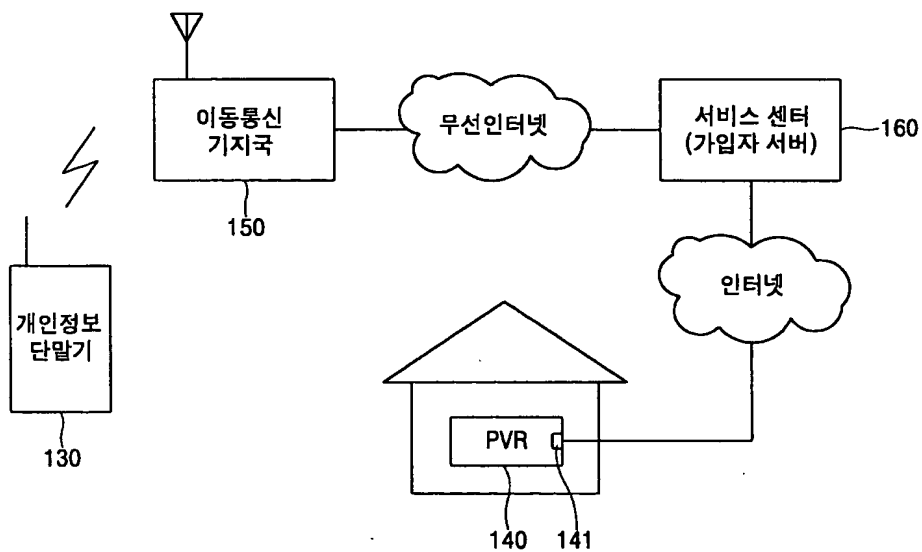 이동통신
기지국
150
무선인터넷
서비스 센터
(가입자 서버)
160
개인정보
단말기
130
인터넷
PVR
140
141